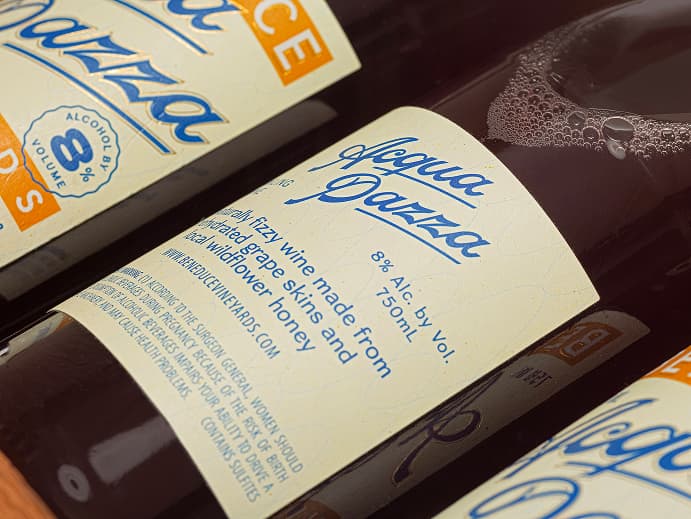 CE
Dazza
ALCOHOL BY
8%
VOLUME
DS
Acqua
Dazza
fizzy wine made from
grape skins and
local wildflower honey
WWW.BENEDUCEVINEYARDS.COM
8% Alc. by Vol.
750mL
ACCORDING TO THE SURGEON GENERAL, WOMEN SHOULD
BEVERAGES DURING PREGNANCY BECAUSE OF THE RISK OF BIRTH
OF ALCOHOLIC BEVERAGES IMPAIRS YOUR ABILITY TO DRIVE A
AND MAY CAUSE HEALTH PROBLEMS.
CONTAINS SULFITES
Acqua